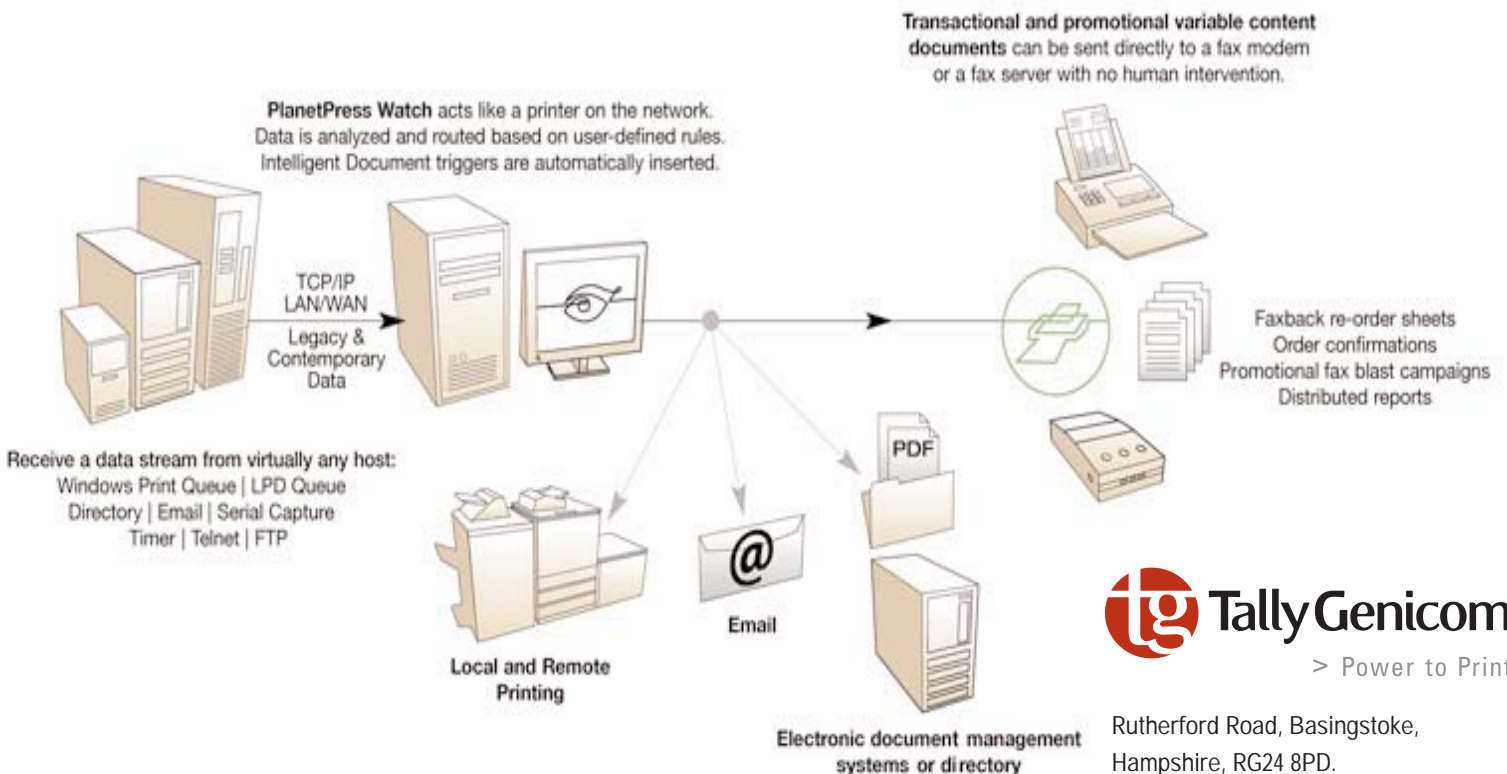 Transactional and promotional variable content
documents can be sent directly to a fax modem
or a fax server with no human intervention.
PlanetPress Watch acts like a printer on the network.
Data is analyzed and routed based on user-defined rules.
Intelligent Document triggers are automatically inserted.
TCP/IP
LAN/WAN
Legacy &
Contemporary
Data
Faxback re-order sheets
Order confirmations
Promotional fax blast campaigns
Distributed reports
Receive a data stream from virtually any host:
Windows Print Queue | LPD Queue
Directory | Email | Serial Capture
Timer | Telnet | FTP
PDF
@
Email
Local and Remote
Printing
Electronic document management
systems or directory
tg TallyGenicom
> Power to Print
Rutherford Road, Basingstoke,
Hampshire, RG24 8PD.